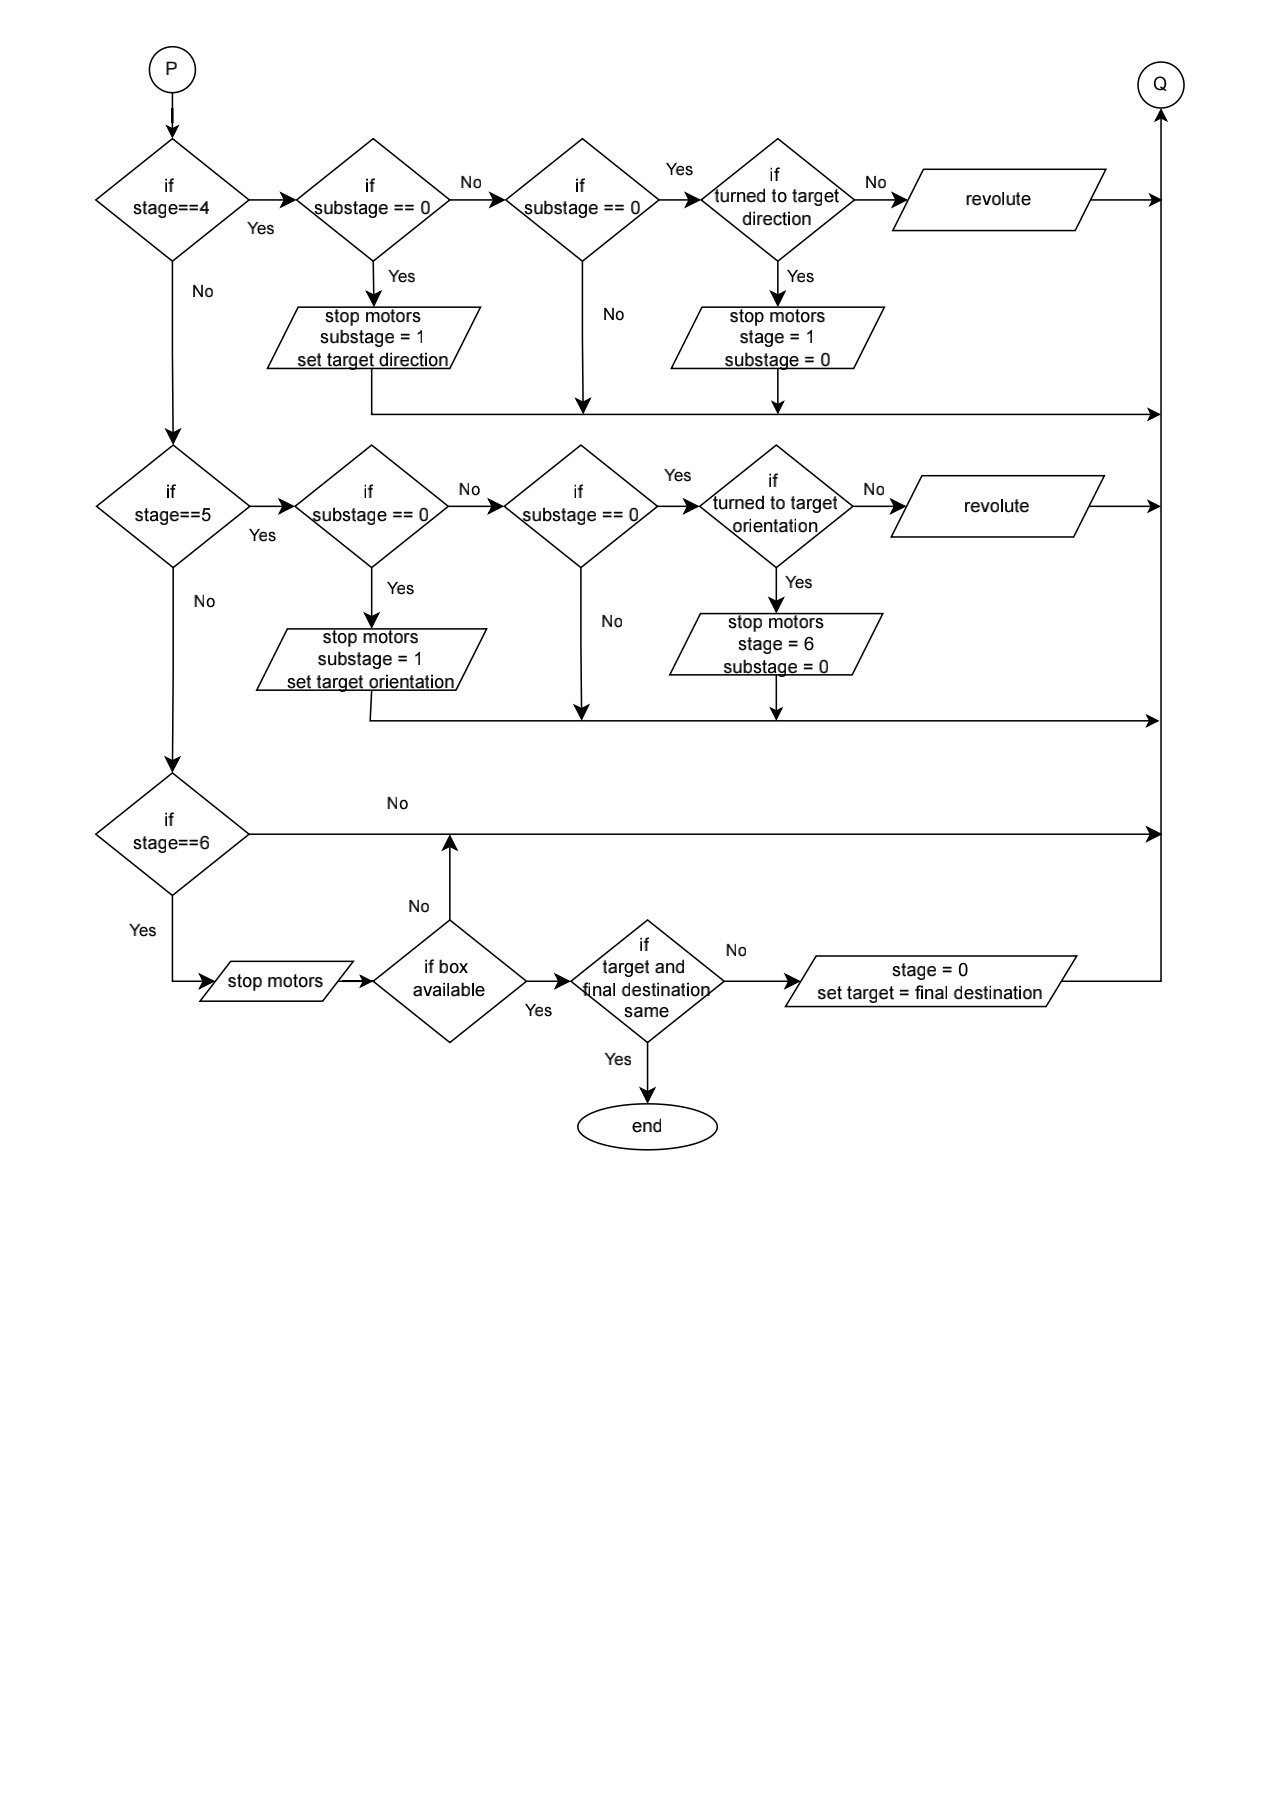 P
Q
if
stage==4
Yes
No
if
substage == 0
No
Yes
if
substage == 0
Yes
No
if
turned to target
direction
No
Yes
revolute
stop motors
substage = 1
set target direction
stop motors
stage = 1
substage = 0
if
stage==5
Yes
No
if
substage == 0
No
Yes
if
substage == 0
Yes
No
if
turned to target
orientation
No
Yes
revolute
stop motors
substage = 1
set target orientation
stop motors
stage = 6
substage = 0
if
stage==6
No
Yes
stop motors
No
if box
available
Yes
if
target and
final destination
same
No
Yes
stage = 0
set target = final destination
end